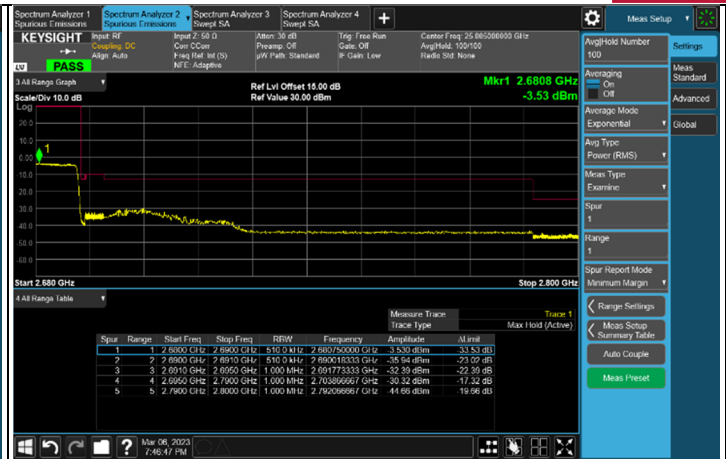 Spectrum Analyzer 1
Spurious Emissions
Spectrum Analyzer 2
Spurious Emissions
Spectrum Analyzer 3
Swept SA
Spectrum Analyzer 4
Swept SA
Meas Setup
KEYSIGHT
Input: RF
Coupling: DC
Align: Auto
Input Z: 50 Ω
Corr CCorr
Freq Ref: Int (S)
NFE: Adaptive
Atten: 30 dB
Preamp: Off
µW Path: Standard
Trig: Free Run
Gate: Off
IF Gain: Low
Center Freq: 25.005000000 GHz
Avg|Hold: 100/100
Radio Std: None
PASS
3 All Range Graph
Scale/Div 10.0 dB
Ref Lvl Offset 16.00 dB
Ref Value 30.00 dBm
Mkr1 2.6808 GHz
-3.53 dBm
Log
20.0
10.0
0.00
-10.0
-20.0
-30.0
-40.0
-50.0
-60.0
1
Start 2.680 GHz
Stop 2.800 GHz
4 All Range Table
Measure Trace Trace 1
Trace Type Max Hold (Active)
Spur Range Start Freq Stop Freq RBW Frequency Amplitude ΔLimit
1 1 2.6800 GHz 2.6900 GHz 510.0 kHz 2.680750000 GHz -3.530 dBm -33.53 dB
2 2 2.6900 GHz 2.6910 GHz 510.0 kHz 2.690018333 GHz -35.94 dBm -23.00 dB
3 3 2.6910 GHz 2.6950 GHz 1.000 MHz 2.691773333 GHz -32.39 dBm -22.39 dB
4 4 2.6950 GHz 2.7900 GHz 1.000 MHz 2.703866667 GHz -30.32 dBm -17.32 dB
5 5 2.7900 GHz 2.8000 GHz 1.000 MHz 2.792066667 GHz -44.66 dBm -19.66 dB
Avg|Hold Number
100
Averaging
On
Off
Average Mode
Exponential
Avg Type
Power (RMS)
Meas Type
Examine
Spur
1
Range
1
Spur Report Mode
Minimum Margin
Range Settings
Meas Setup
Summary Table
Auto Couple
Meas Preset
Settings
Meas
Standard
Advanced
Global
Mar 06, 2023
7:46:47 PM